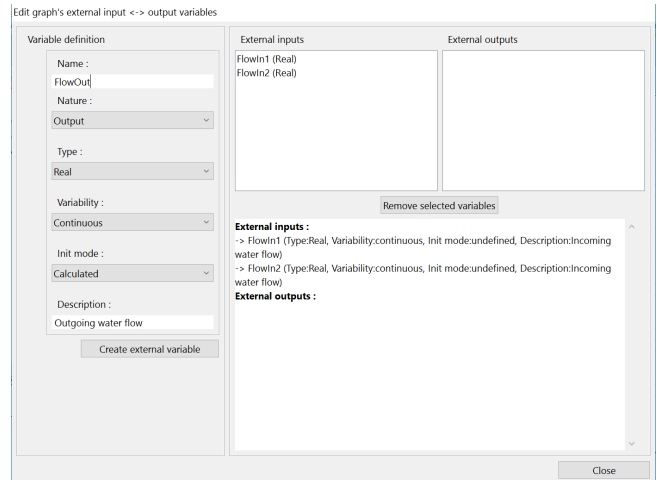 Edit graph's external input <-> output variables
Variable definition
Name :
FlowOut
Nature :
Output
Type :
Real
Variability :
Continuous
Init mode :
Calculated
Description :
Outgoing water flow
Create external variable
External inputs
External outputs
FlowIn1 (Real)
FlowIn2 (Real)
Remove selected variables
External inputs :
-> FlowIn1 (Type:Real, Variability:continuous, Init mode:undefined, Description:Incoming
water flow)
-> FlowIn2 (Type:Real, Variability:continuous, Init mode:undefined, Description:Incoming
water flow)
External outputs :
Close